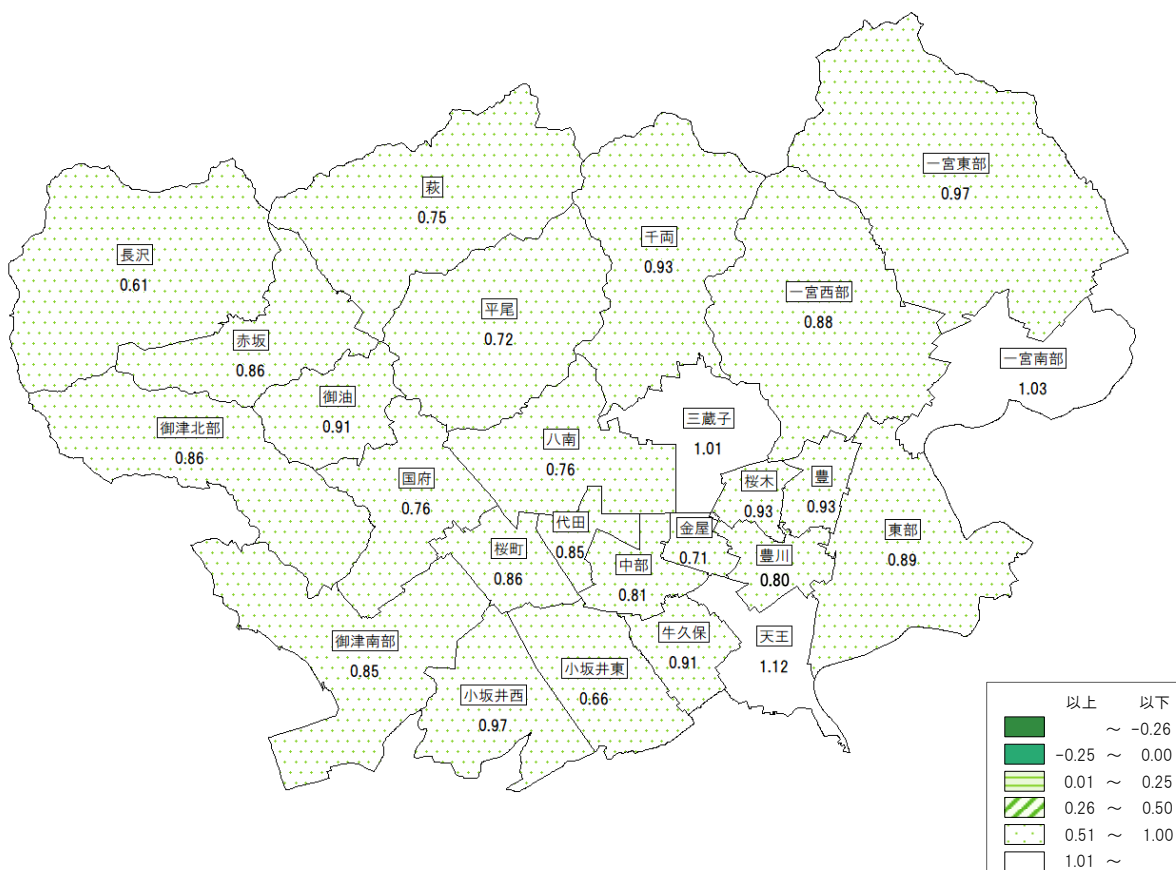 一宮東部
0.97
萩
0.75
千両
0.93
長沢
0.61
一宮西部
0.88
平尾
0.72
赤坂
0.86
一宮南部
1.03
御油
0.91
三蔵子
1.01
御津北部
0.86
八南
0.76
国府
0.76
桜木
0.93
豊
0.93
代田
0.85
金屋
0.71
東部
0.89
桜町
0.86
中部
0.81
豊川
0.80
御津南部
0.85
牛久保
0.91
天王
1.12
小坂井東
0.66
小坂井西
0.97
以上 以下
～ -0.26
-0.25 ～ 0.00
0.01 ～ 0.25
0.26 ～ 0.50
0.51 ～ 1.00
1.01 ～